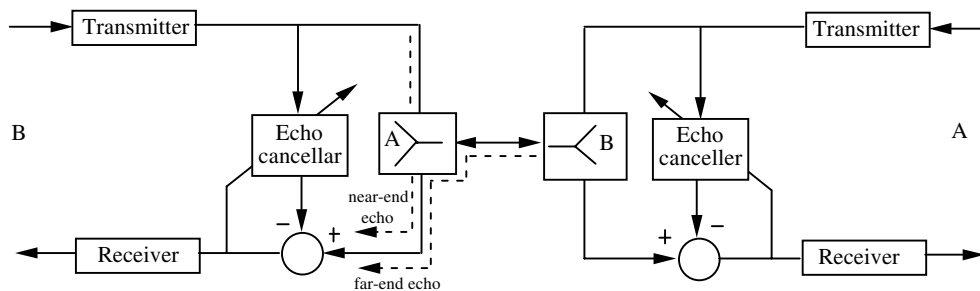 Transmitter
Transmitter
B
Echo
cancellar
A
B
Echo
canceller
A
near-end
echo
−
+
+
−
Receiver
far-end echo
Receiver